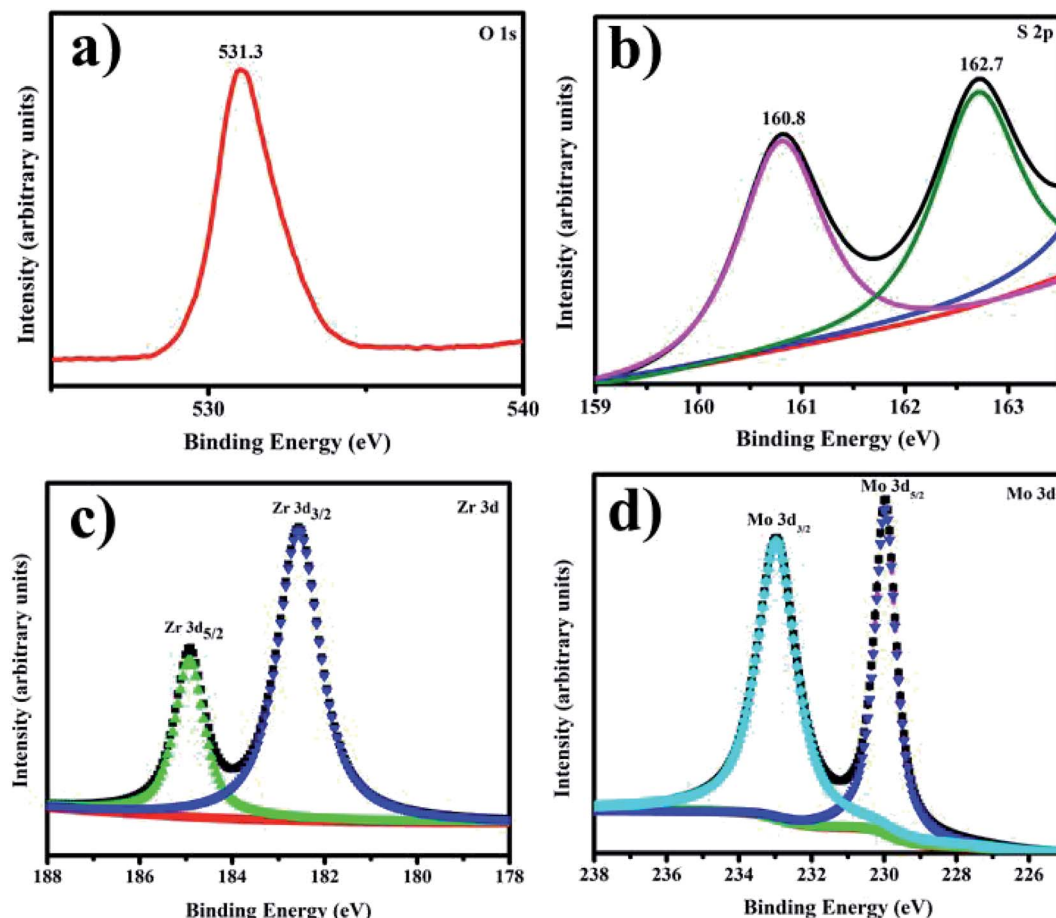 a)
O 1s
531.3
Intensity (arbitrary units)
530
540
Binding Energy (eV)
b)
S 2p
160.8
162.7
Intensity (arbitrary units)
159
160
161
162
163
Binding Energy (eV)
c)
Zr 3d
Zr 3d3/2
Zr 3d5/2
Intensity (arbitrary units)
188
186
184
182
180
178
Binding Energy (eV)
d)
Mo 3d
Mo 3d5/2
Mo 3d3/2
Intensity (arbitrary units)
238
236
234
232
230
228
226
Binding Energy (eV)